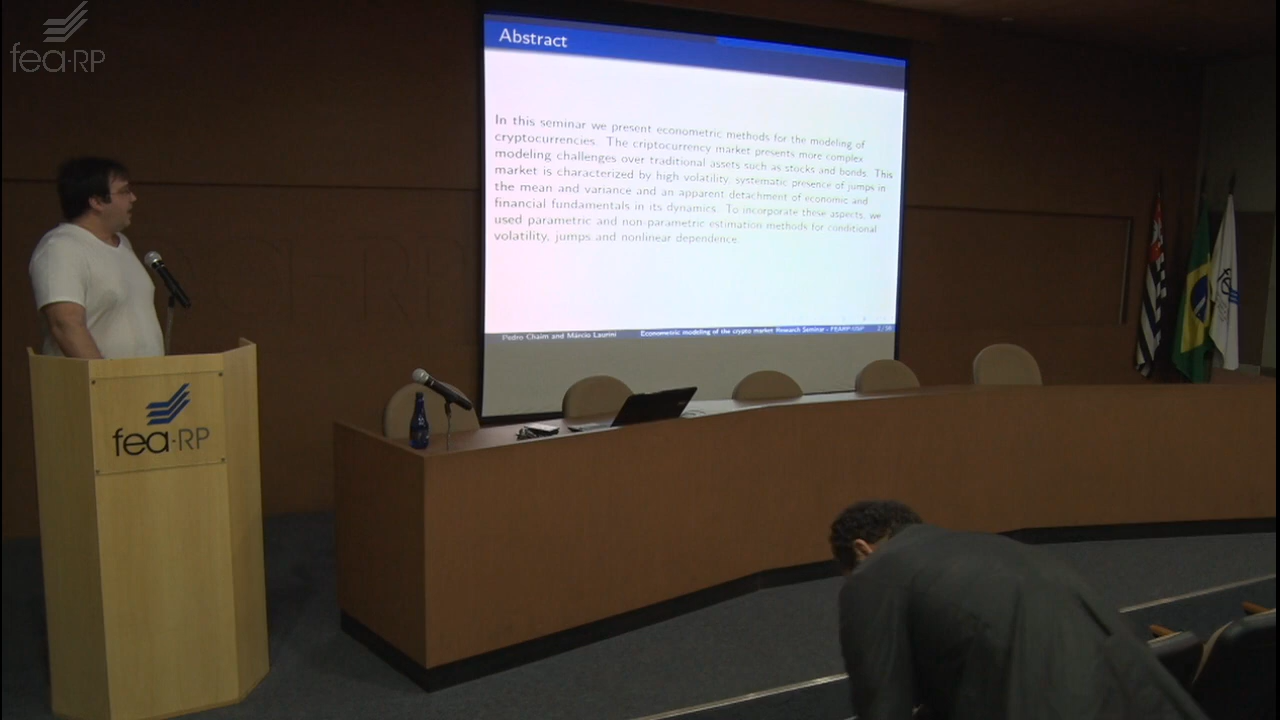 fea-RP
Abstract
In this seminar we present econometric methods for the modeling of
cryptocurrencies. The criptocurrency market presents more complex
modeling challenges over traditional assets such as stocks and bonds. This
market is characterized by high volatility, systematic presence of jumps in
the mean and variance and an apparent detachment of economic and
financial fundamentals in its dynamics. To incorporate these aspects, we
used parametric and non-parametric estimation methods for conditional
volatility, jumps and nonlinear dependence.
Pedro Chaim and Márcio Laurini
Econometric modeling of the crypto market Research Seminar - FEARP-USP
fea-RP